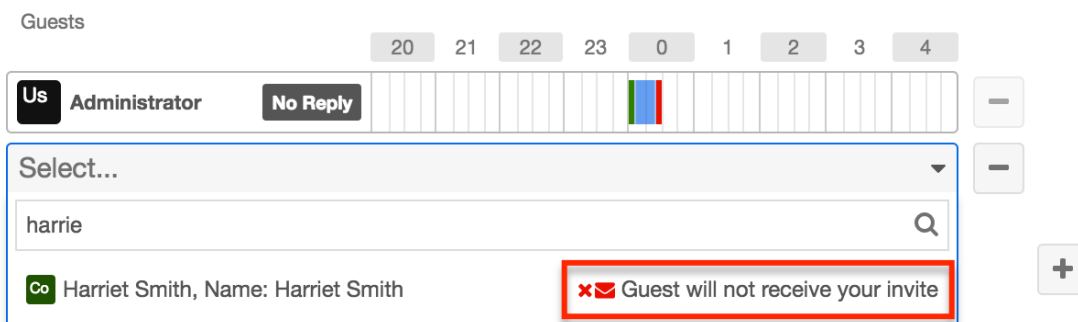 Guests
20 21 22 23 0 1 2 3 4
Us Administrator No Reply
Select...
harrie
Co Harriet Smith, Name: Harriet Smith Guest will not receive your invite